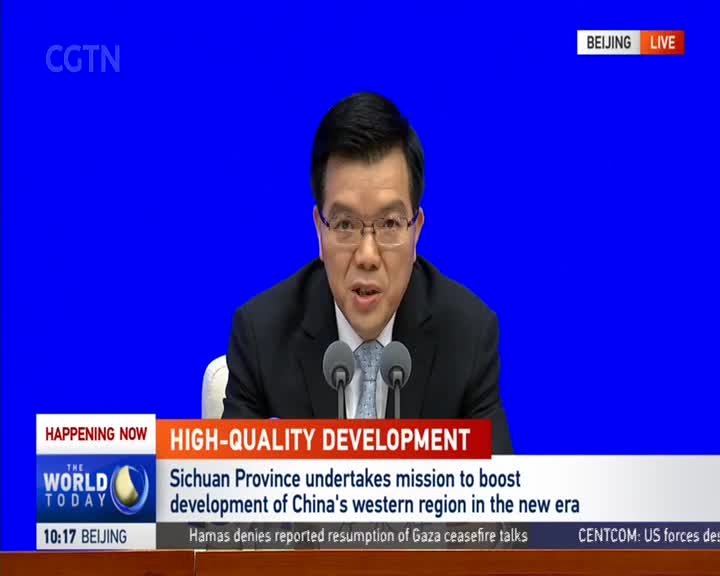 CGTN
BEIJING LIVE
HAPPENING NOW
HIGH-QUALITY DEVELOPMENT
THE
WORLD
TODAY
Sichuan Province undertakes mission to boost
development of China's western region in the new era
10:17 BEIJING
Hamas denies reported resumption of Gaza ceasefire talks
CENTCOM: US forces des